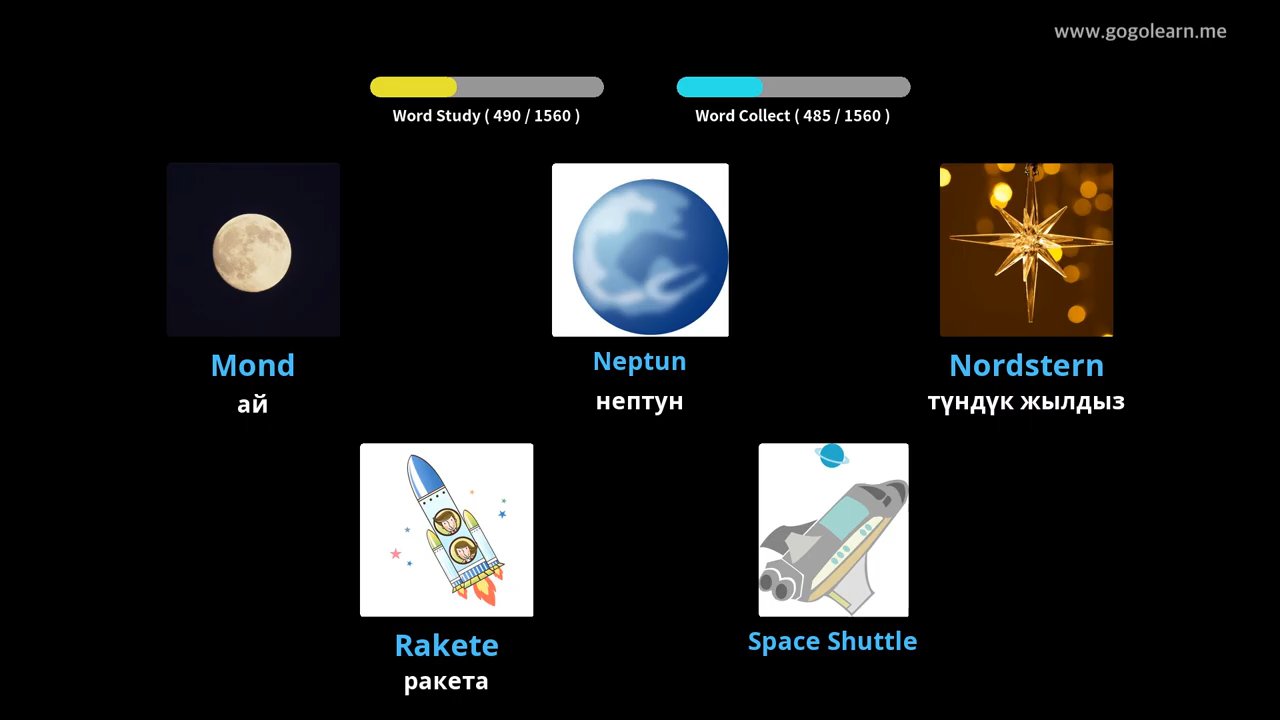 www.gogolearn.me
Word Study ( 490 / 1560 )
Word Collect ( 485 / 1560 )
Mond
ай
Neptun
нептун
Nordstern
түндүк жылдыз
Rakete
ракета
Space Shuttle